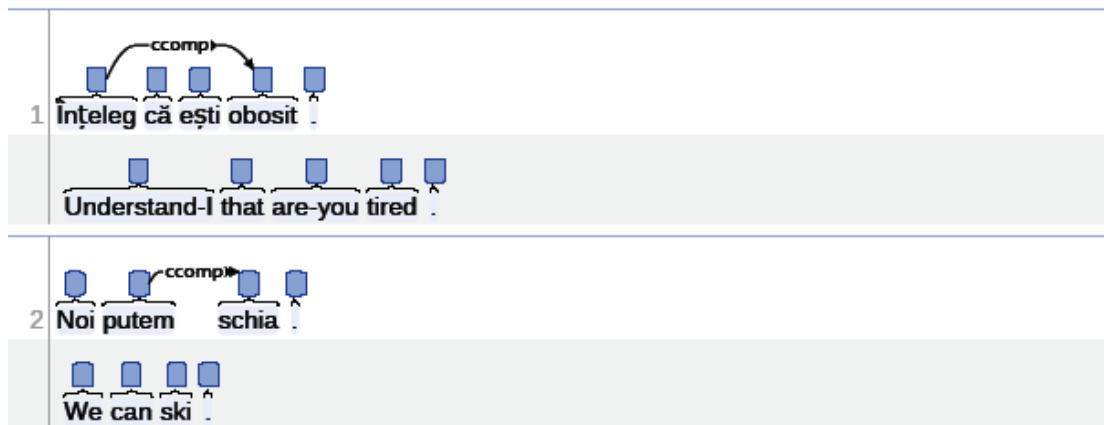 ccomp
1 Înțeleg că ești obosit .
Understand-I that are-you tired .
ccomp
2 Noi putem schia .
We can ski .